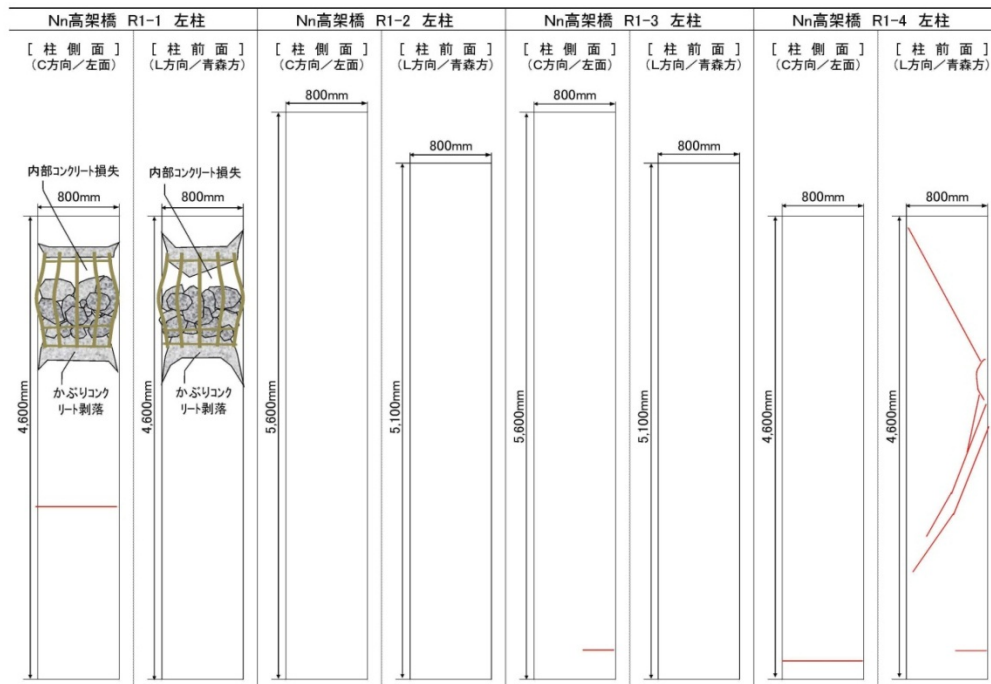 Nn高架橋 R1-1 左柱
Nn高架橋 R1-2 左柱
Nn高架橋 R1-3 左柱
Nn高架橋 R1-4 左柱
[ 柱 側 面 ]
(C方向／左面)
[ 柱 前 面 ]
(L方向／青森方)
[ 柱 側 面 ]
(C方向／左面)
[ 柱 前 面 ]
(L方向／青森方)
[ 柱 側 面 ]
(C方向／左面)
[ 柱 前 面 ]
(L方向／青森方)
[ 柱 側 面 ]
(C方向／左面)
[ 柱 前 面 ]
(L方向／青森方)
内部コンクリート損失
800mm
かぶりコンク
リート剥落
4,600mm
内部コンクリート損失
800mm
かぶりコンク
リート剥落
4,600mm
800mm
5,600mm
800mm
5,100mm
800mm
5,600mm
800mm
5,100mm
800mm
4,600mm
800mm
4,600mm